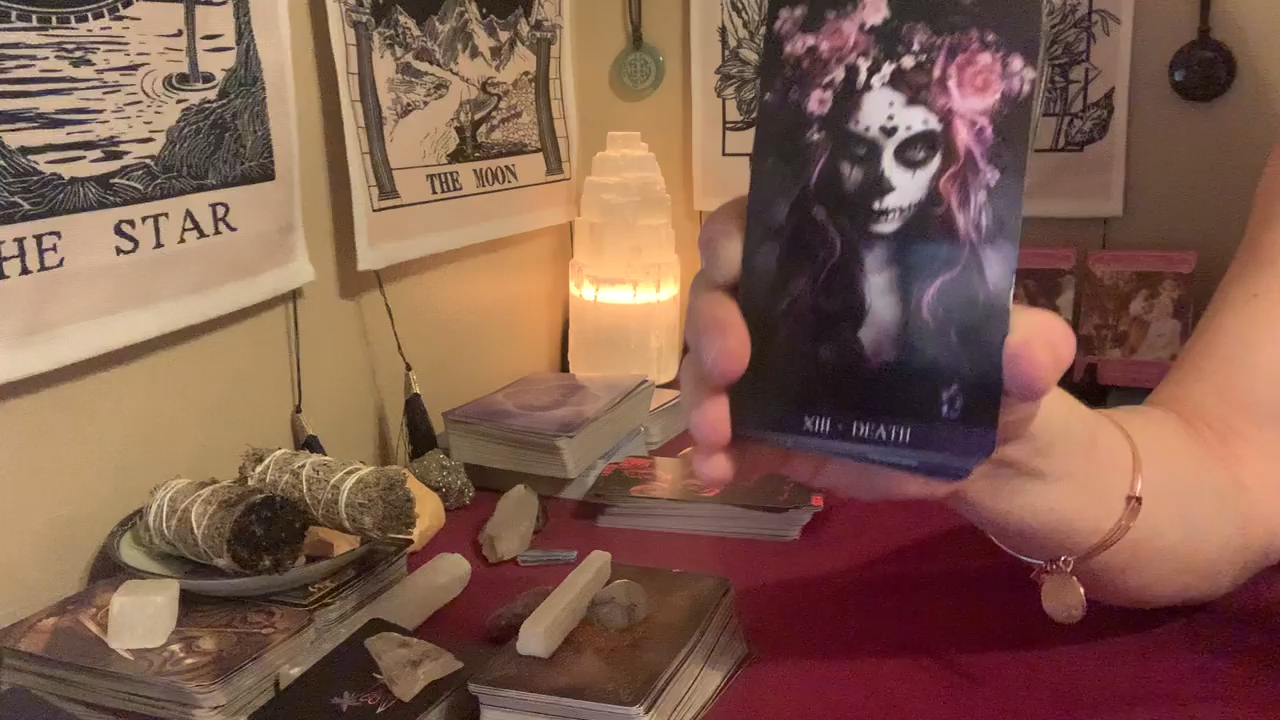 HE STAR
THE MOON
XIII • DEATH